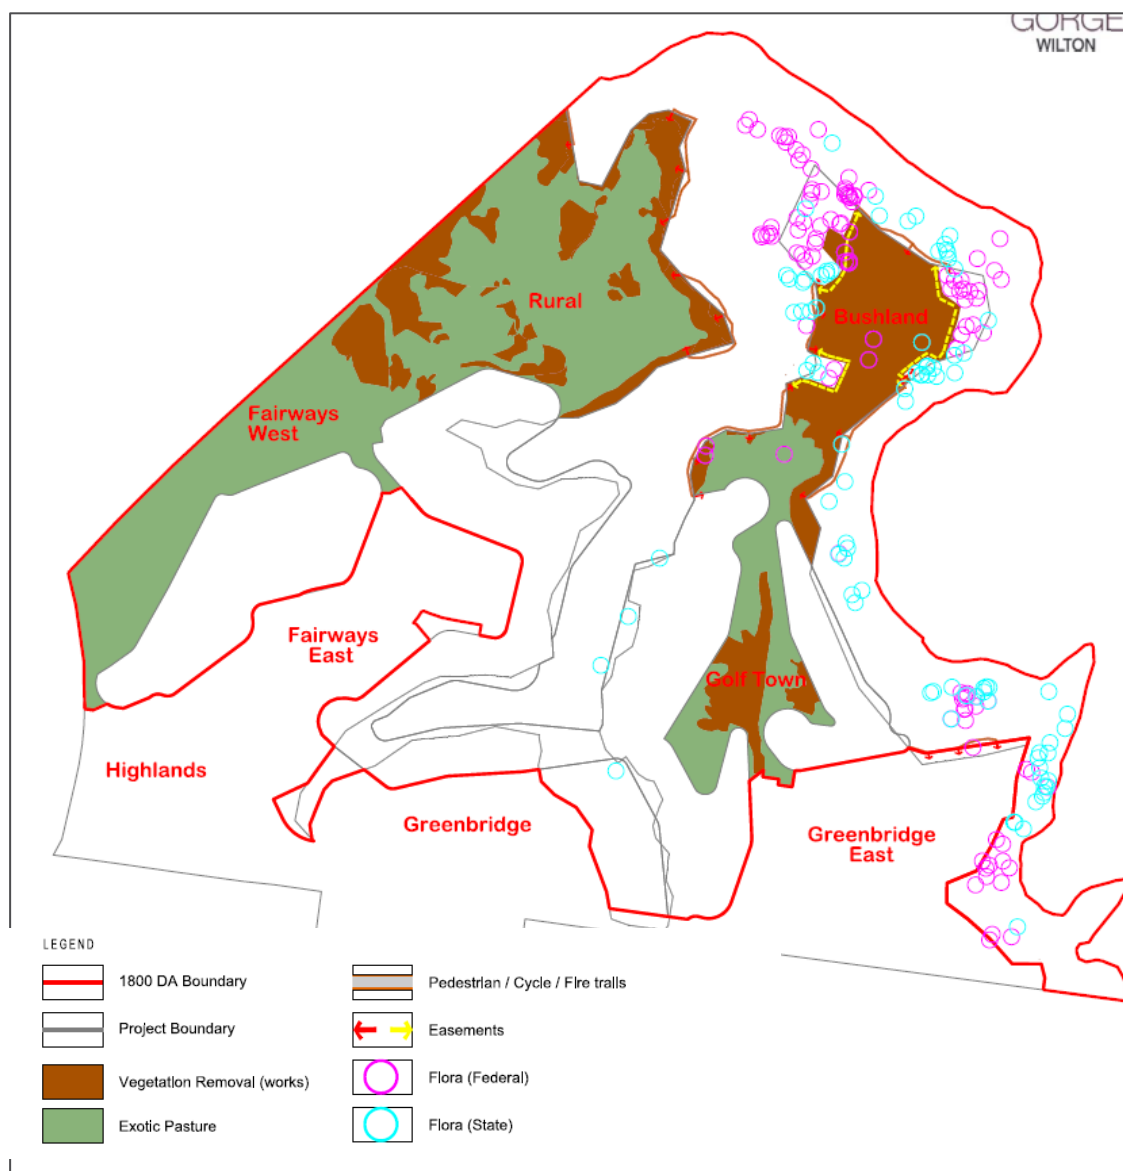 GORGE
WILTON
Rural
Bushland
Fairways
West
Fairways
East
Golf Town
Highlands
Greenbridge
Greenbridge
East
LEGEND
1800 DA Boundary
Project Boundary
Vegetation Removal (works)
Exotic Pasture
Pedestrian / Cycle / Fire trails
Easements
Flora (Federal)
Flora (State)